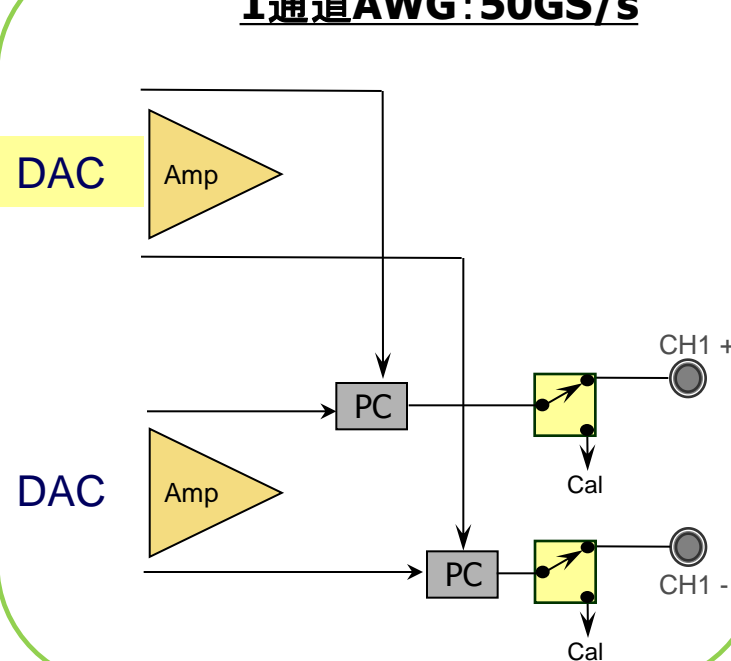 1通道AWG：50GS/s
DAC
Amp
CH1 +
PC
Cal
DAC
Amp
PC
CH1 -
Cal